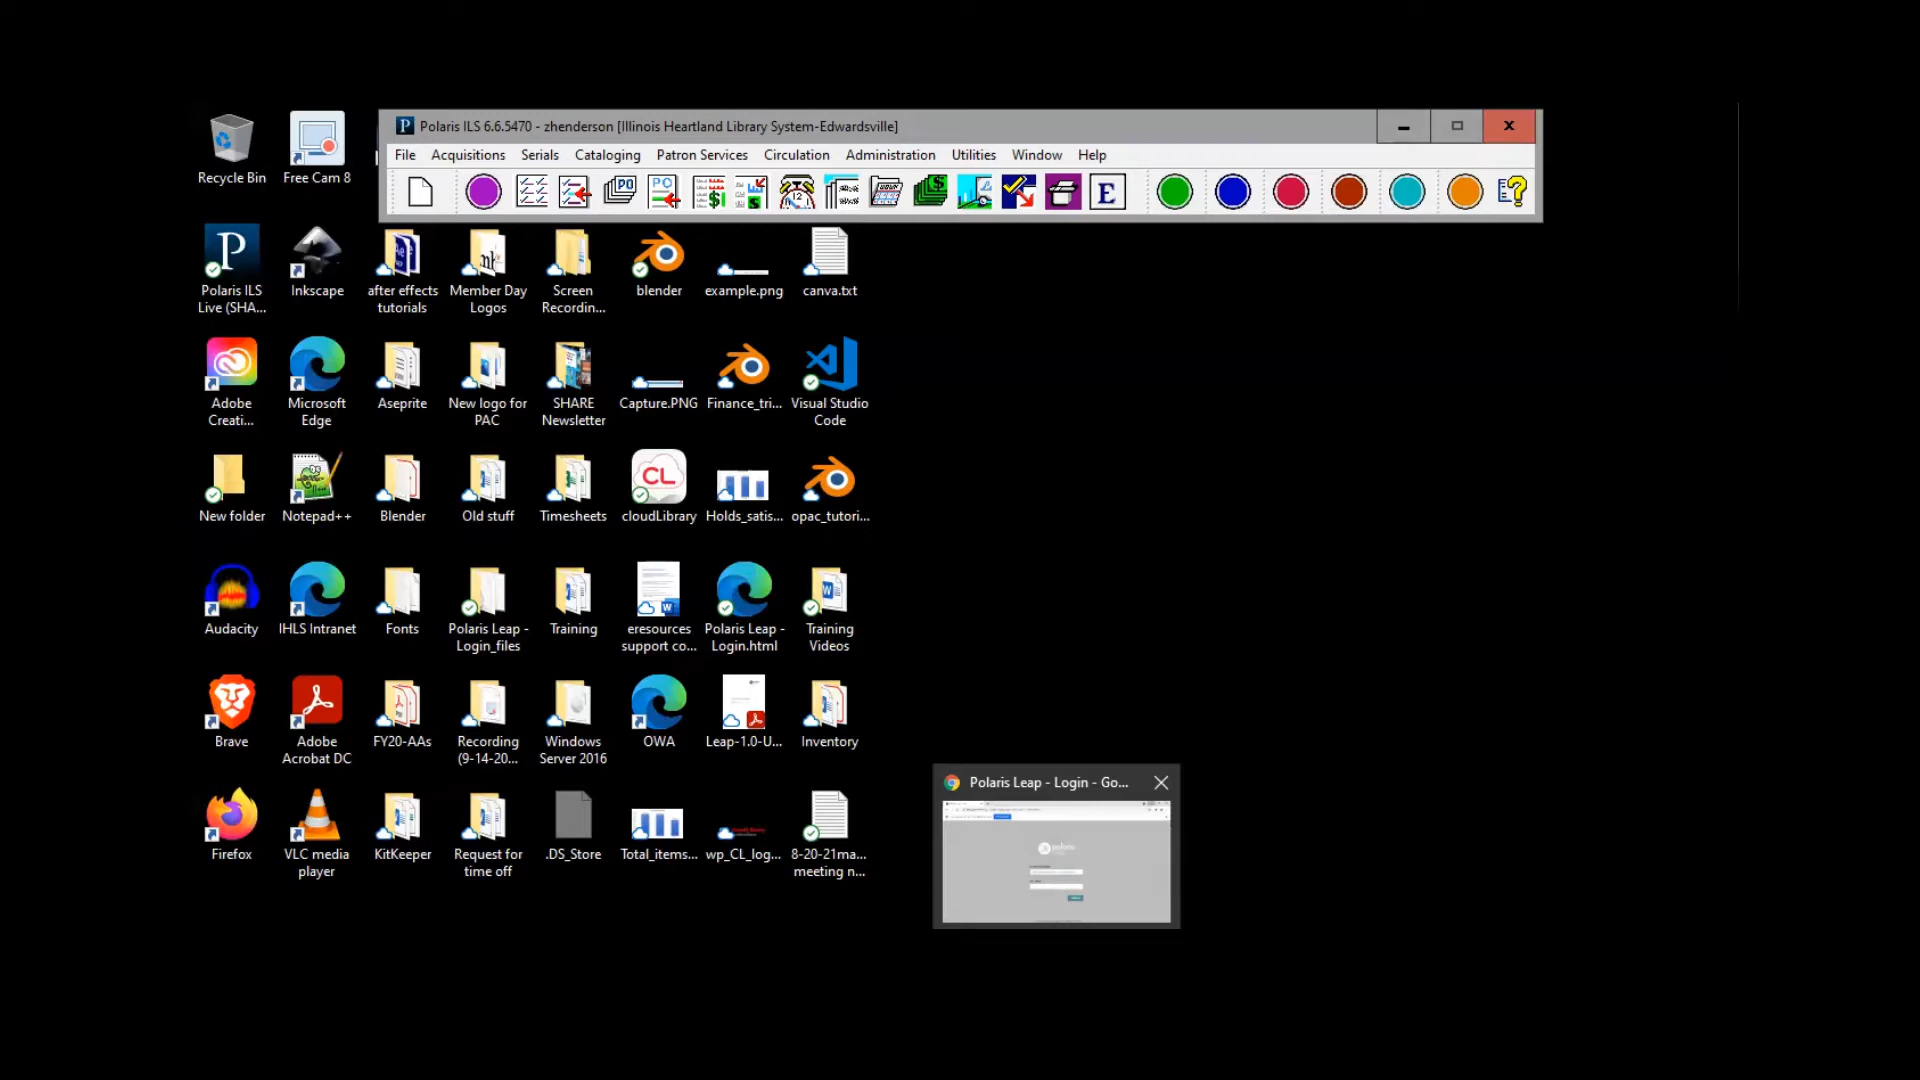 Polaris ILS 6.6.5470 - zhenderson [Illinois Heartland Library System-Edwardsville]
File Acquisitions Serials Cataloging Patron Services Circulation Administration Utilities Window Help
PO PO E
Recycle Bin
Free Cam 8
Polaris ILS
Live (SHA...
Inkscape
after effects
tutorials
Member Day
Logos
Screen
Recordin...
blender
example.png
canva.txt
Adobe
Creati...
Microsoft
Edge
Aseprite
New logo for
PAC
SHARE
Newsletter
Capture.PNG
Finance_tri...
Visual Studio
Code
CL
New folder
Notepad++
Blender
Old stuff
Timesheets
cloudLibrary
Holds_satis...
opac_tutori...
Audacity
IHLS Intranet
Fonts
Polaris Leap -
Login_files
Training
eresources
support co...
Polaris Leap -
Login.html
Training
Videos
Brave
Adobe
Acrobat DC
FY20-AAs
Recording
(9-14-20...
Windows
Server 2016
OWA
Leap-1.0-U...
Inventory
Firefox
VLC media
player
KitKeeper
Request for
time off
.DS_Store
Total_items...
wp_CL_log...
8-20-21ma...
meeting n...
Polaris Leap - Login - Go...
polaris